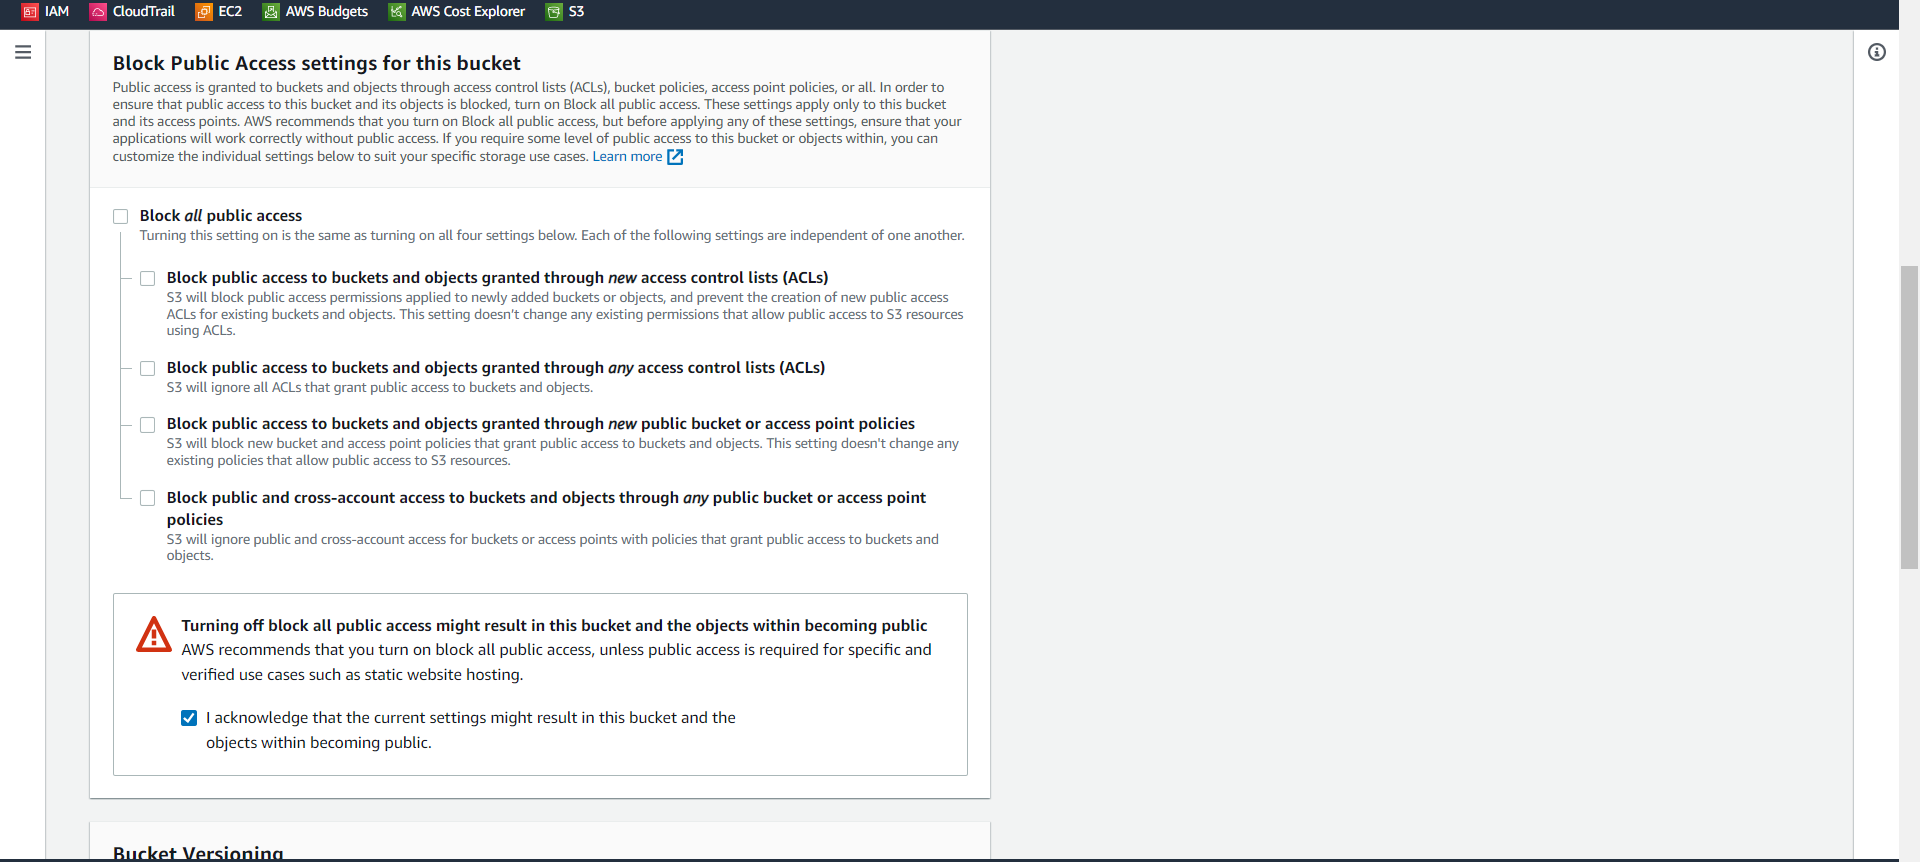 IAM CloudTrail EC2 AWS Budgets AWS Cost Explorer S3
Block Public Access settings for this bucket
Public access is granted to buckets and objects through access control lists (ACLs), bucket policies, access point policies, or all. In order to
ensure that public access to this bucket and its objects is blocked, turn on Block all public access. These settings apply only to this bucket
and its access points. AWS recommends that you turn on Block all public access, but before applying any of these settings, ensure that your
applications will work correctly without public access. If you require some level of public access to this bucket or objects within, you can
customize the individual settings below to suit your specific storage use cases. Learn more
Block all public access
Turning this setting on is the same as turning on all four settings below. Each of the following settings are independent of one another.
Block public access to buckets and objects granted through new access control lists (ACLs)
S3 will block public access permissions applied to newly added buckets or objects, and prevent the creation of new public access
ACLs for existing buckets and objects. This setting doesn’t change any existing permissions that allow public access to S3 resources
using ACLs.
Block public access to buckets and objects granted through any access control lists (ACLs)
S3 will ignore all ACLs that grant public access to buckets and objects.
Block public access to buckets and objects granted through new public bucket or access point policies
S3 will block new bucket and access point policies that grant public access to buckets and objects. This setting doesn't change any
existing policies that allow public access to S3 resources.
Block public and cross-account access to buckets and objects through any public bucket or access point
policies
S3 will ignore public and cross-account access for buckets or access points with policies that grant public access to buckets and
objects.
Turning off block all public access might result in this bucket and the objects within becoming public
AWS recommends that you turn on block all public access, unless public access is required for specific and
verified use cases such as static website hosting.
I acknowledge that the current settings might result in this bucket and the
objects within becoming public.
Bucket Versioning